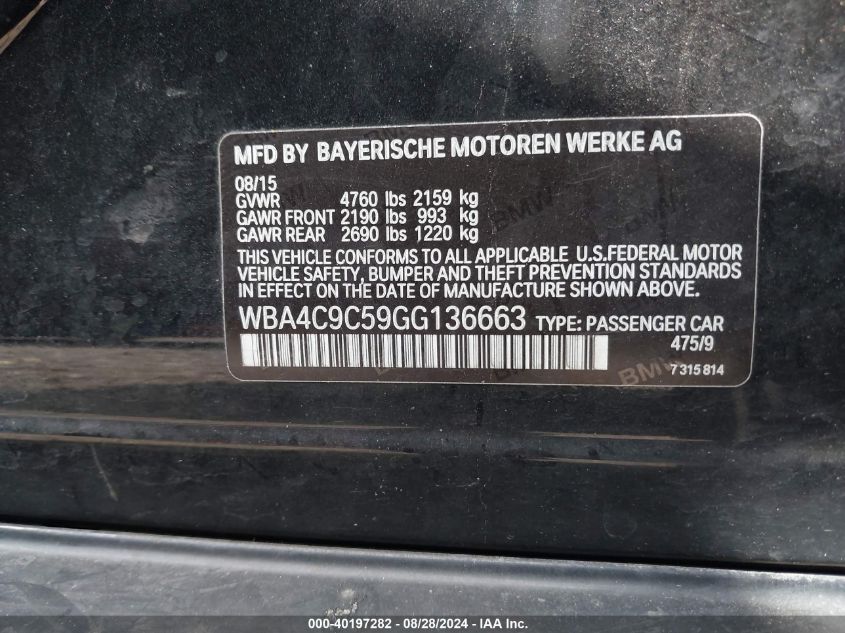 MFD BY BAYERISCHE MOTOREN WERKE AG
08/15
GVWR 4760 lbs 2159 kg
GAWR FRONT 2190 lbs 993 kg
GAWR REAR 2690 lbs 1220 kg
THIS VEHICLE CONFORMS TO ALL APPLICABLE U.S.FEDERAL MOTOR
VEHICLE SAFETY, BUMPER AND THEFT PREVENTION STANDARDS
IN EFFECT ON THE DATE OF MANUFACTURE SHOWN ABOVE.
WBA4C9C59GG136663 TYPE: PASSENGER CAR
475/9
7 315 814
BMW
BMW
000-40197282 - 08/28/2024 - IAA, Inc.